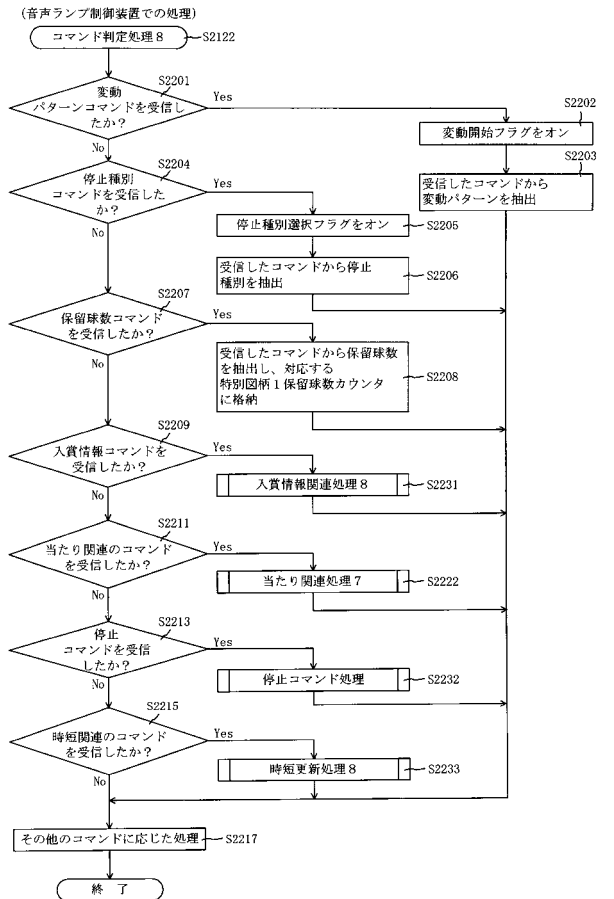 (音声ランプ制御装置での処理)
コマンド判定処理8
S2122
S2201
変動
パターンコマンドを受信し
たか?
Yes
No
S2202
変動開始フラグをオン
S2203
受信したコマンドから
変動パターンを抽出
S2204
停止種別
コマンドを受信した
か?
Yes
No
停止種別選択フラグをオン
S2205
受信したコマンドから停止
種別を抽出
S2206
S2207
保留球数コマンド
を受信したか?
Yes
No
受信したコマンドから保留球数
を抽出し、対応する
特別図柄1保留球数カウンタ
に格納
S2208
S2209
入賞情報コマンドを
受信したか?
Yes
No
入賞情報関連処理8
S2231
S2211
当たり関連のコマンド
を受信したか?
Yes
No
当たり関連処理7
S2222
S2213
停止
コマンドを受信
したか?
Yes
No
停止コマンド処理
S2232
S2215
時短関連のコマンド
を受信したか?
Yes
No
時短更新処理8
S2233
その他のコマンドに応じた処理
S2217
終 了